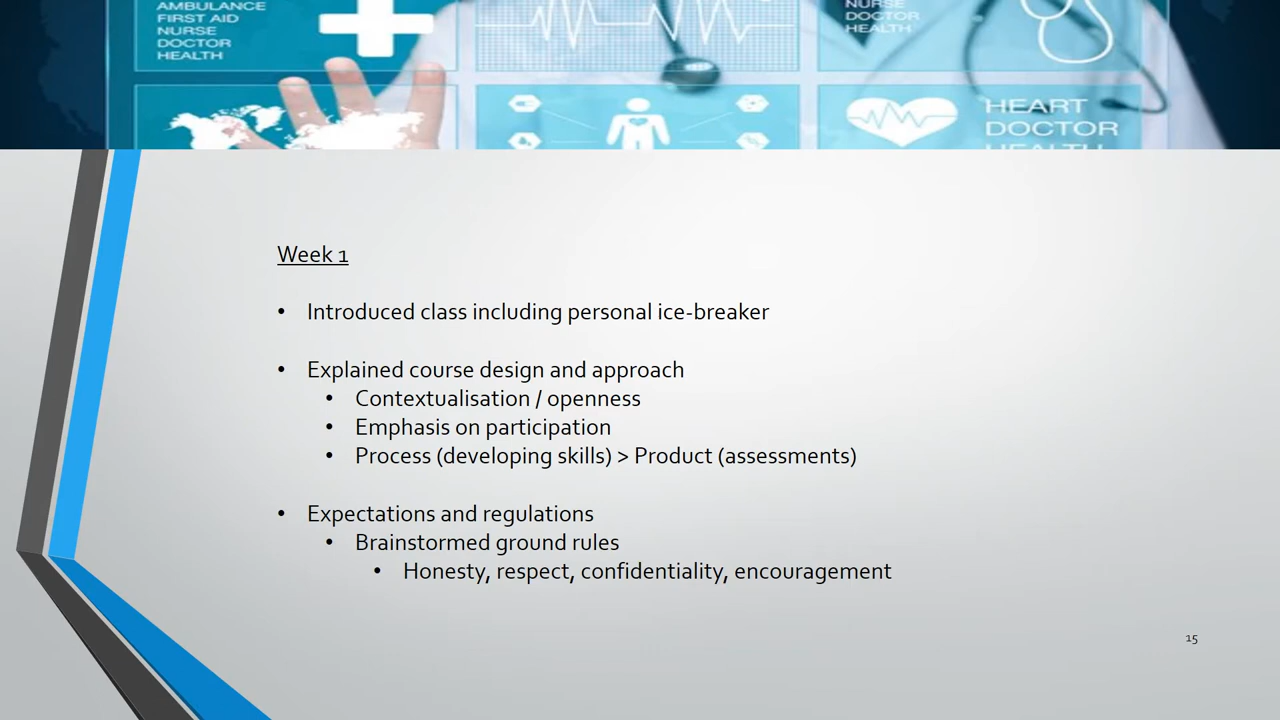 AMBULANCE
FIRST AID
NURSE
DOCTOR
HEALTH
NURSE
DOCTOR
HEALTH
HEART
DOCTOR
HEALTH
Week 1
• Introduced class including personal ice-breaker
• Explained course design and approach
• Contextualisation / openness
• Emphasis on participation
• Process (developing skills) > Product (assessments)
• Expectations and regulations
• Brainstormed ground rules
• Honesty, respect, confidentiality, encouragement
15